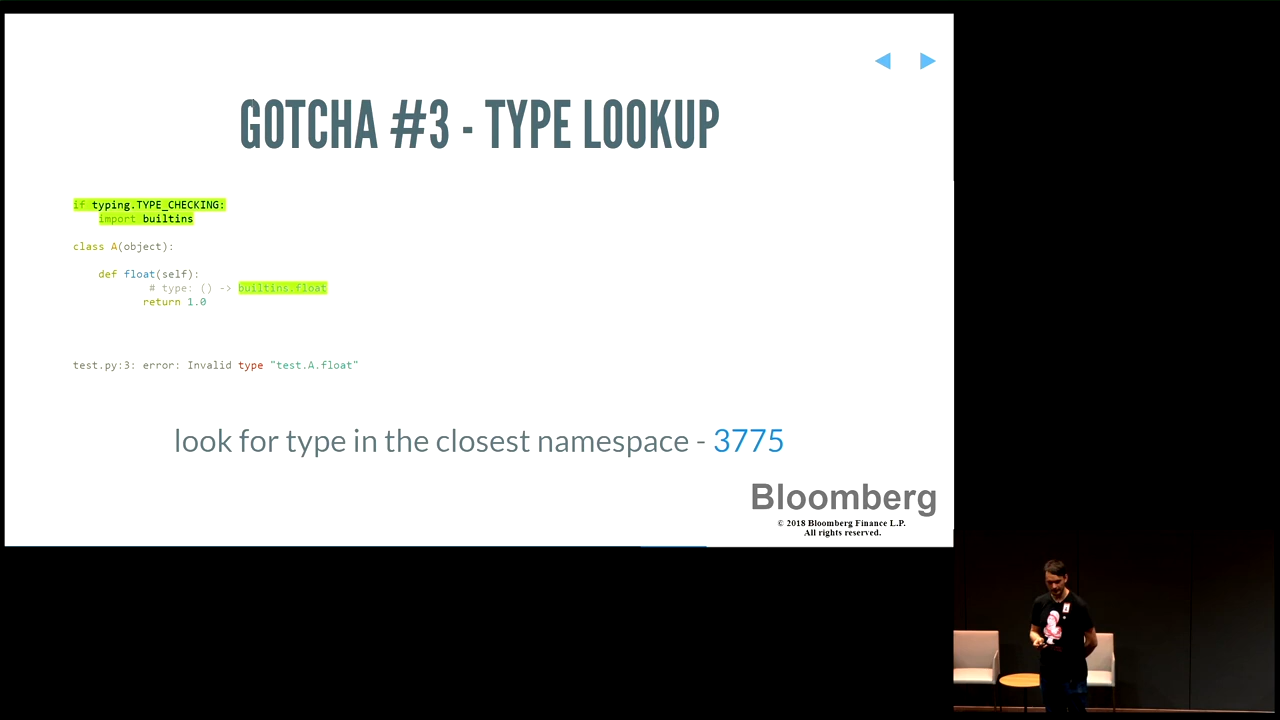 GOTCHA #3 - TYPE LOOKUP
if typing.TYPE_CHECKING:
import builtins
class A(object):
def float(self):
# type: () -> builtins.float
return 1.0
test.py:3: error: Invalid type "test.A.float"
look for type in the closest namespace - 3775
Bloomberg
© 2018 Bloomberg Finance L.P.
All rights reserved.